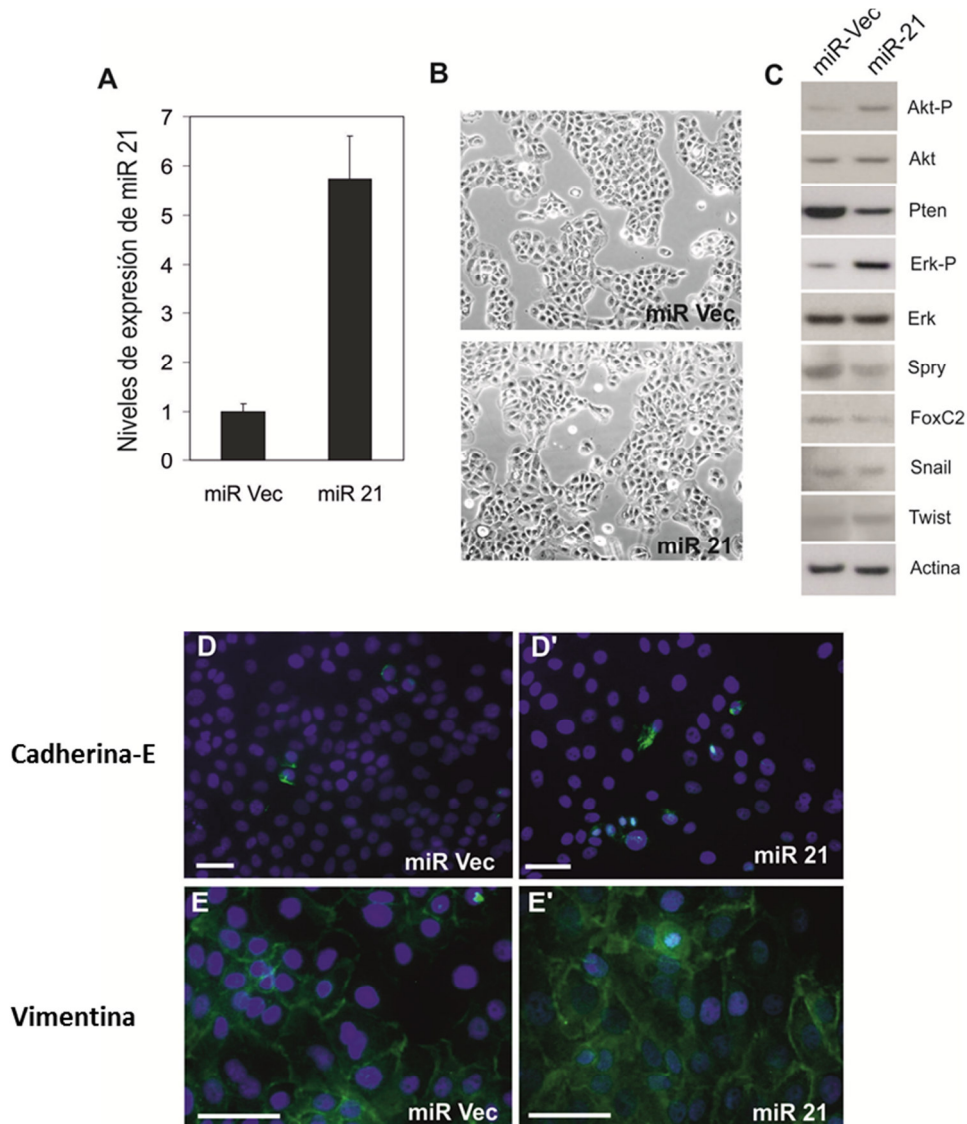 A
Niveles de expresión de miR 21
7
6
5
4
3
2
1
0
miR Vec
miR 21
B
miR Vec
miR 21
C
miR-Vec
miR-21
Akt-P
Akt
Pten
Erk-P
Erk
Spry
FoxC2
Snail
Twist
Actina
Cadherina-E
D
miR Vec
D'
miR 21
Vimentina
E
miR Vec
E'
miR 21